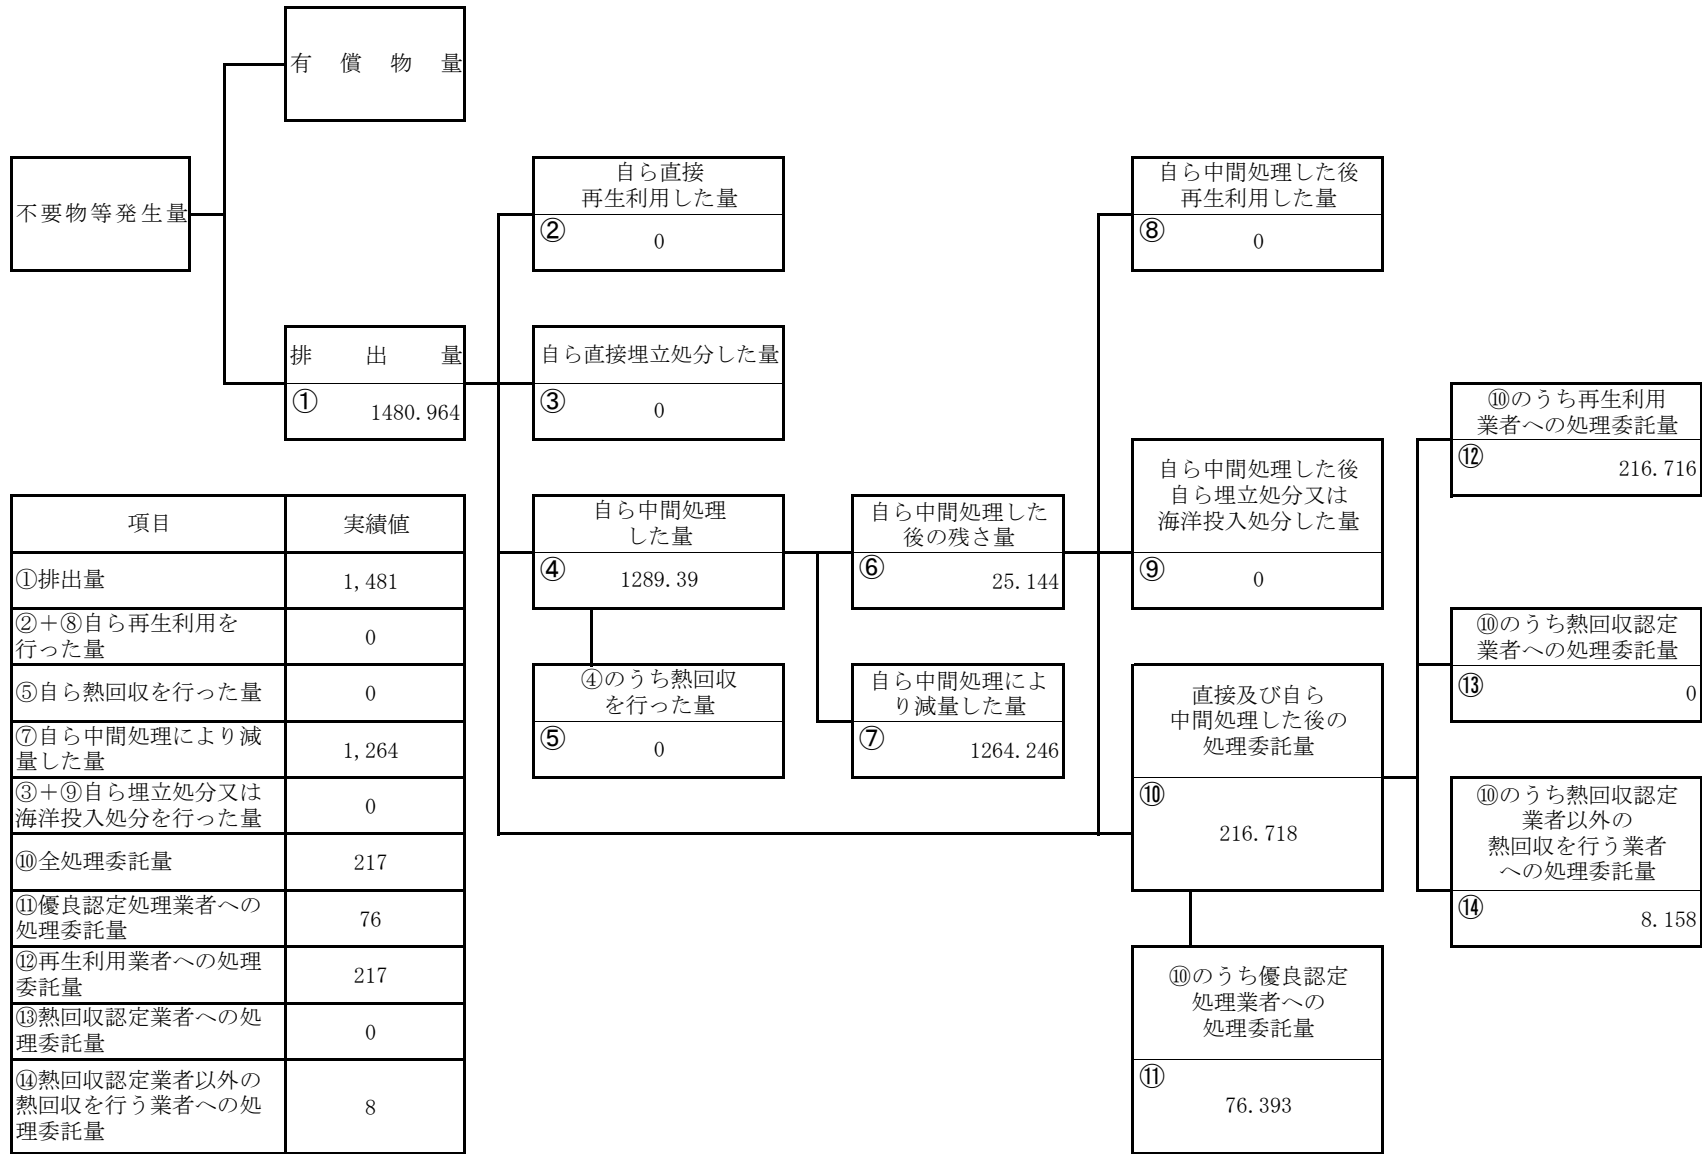 有償物量
不要物等発生量
排出量
①
1480.964
自ら直接
再生利用した量
②
0
自ら直接埋立処分した量
③
0
自ら中間処理
した量
④
1289.39
④のうち熱回収
を行った量
⑤
0
自ら中間処理した
後の残さ量
⑥
25.144
自ら中間処理によ
り減量した量
⑦
1264.246
自ら中間処理した後
再生利用した量
⑧
0
自ら中間処理した後
自ら埋立処分又は
海洋投入処分した量
⑨
0
直接及び自ら
中間処理した後の
処理委託量
⑩
216.718
⑩のうち優良認定
処理業者への
処理委託量
⑪
76.393
⑩のうち再生利用
業者への処理委託量
⑫
216.716
⑩のうち熱回収認定
業者への処理委託量
⑬
0
⑩のうち熱回収認定
業者以外の
熱回収を行う業者
への処理委託量
⑭
8.158
項目 実績値
①排出量 1,481
②＋⑧自ら再生利用を
行った量 0
⑤自ら熱回収を行った量 0
⑦自ら中間処理により減
量した量 1,264
③＋⑨自ら埋立処分又は
海洋投入処分を行った量 0
⑩全処理委託量 217
⑪優良認定処理業者への
処理委託量 76
⑫再生利用業者への処理
委託量 217
⑬熱回収認定業者への処
理委託量 0
⑭熱回収認定業者以外の
熱回収を行う業者への処
理委託量 8